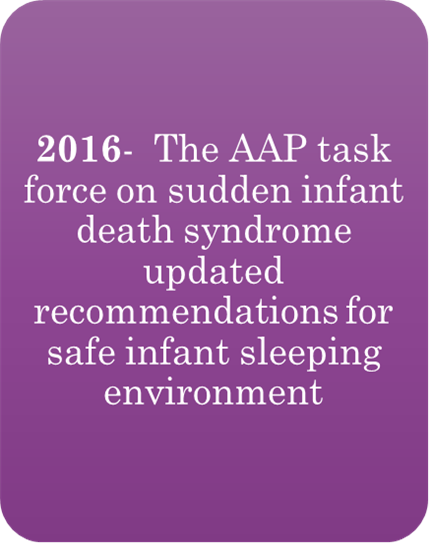 2016-  The AAP task
force on sudden infant
death syndrome
updated
recommendations for
safe infant sleeping
environment